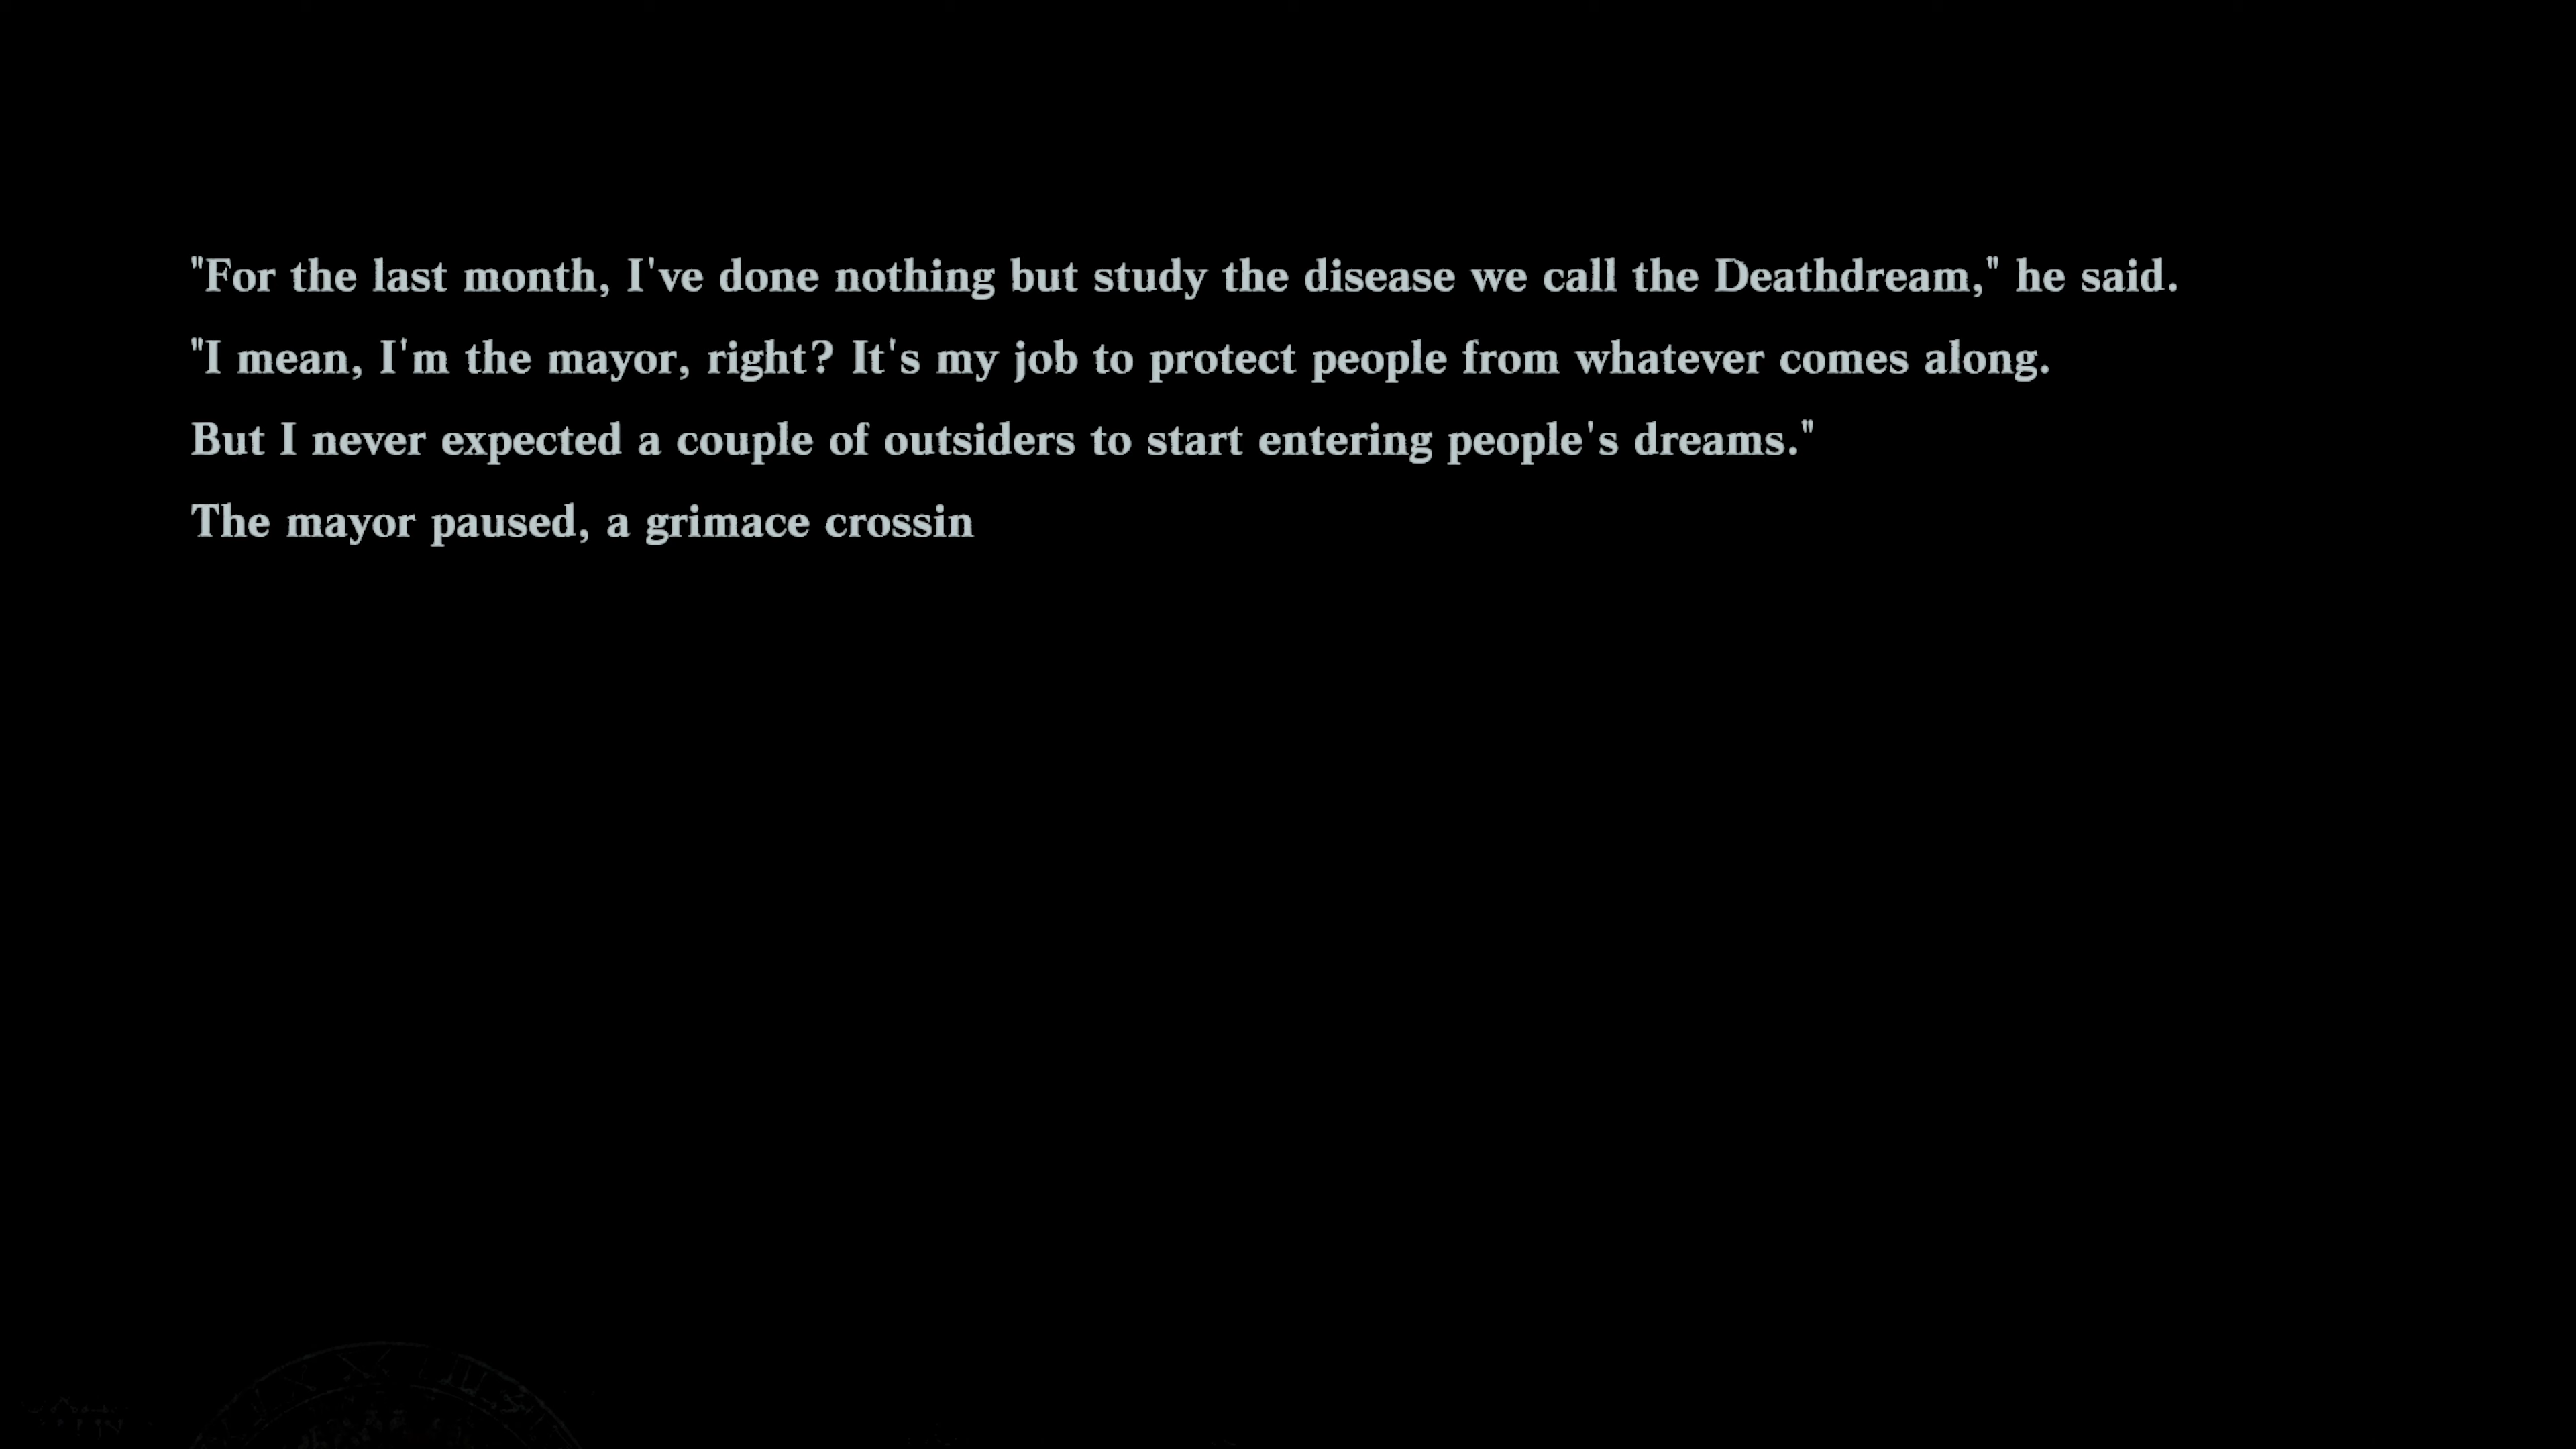 "For the last month, I've done nothing but study the disease we call the Deathdream," he said.
"I mean, I'm the mayor, right? It's my job to protect people from whatever comes along.
But I never expected a couple of outsiders to start entering people's dreams."
The mayor paused, a grimace crossin